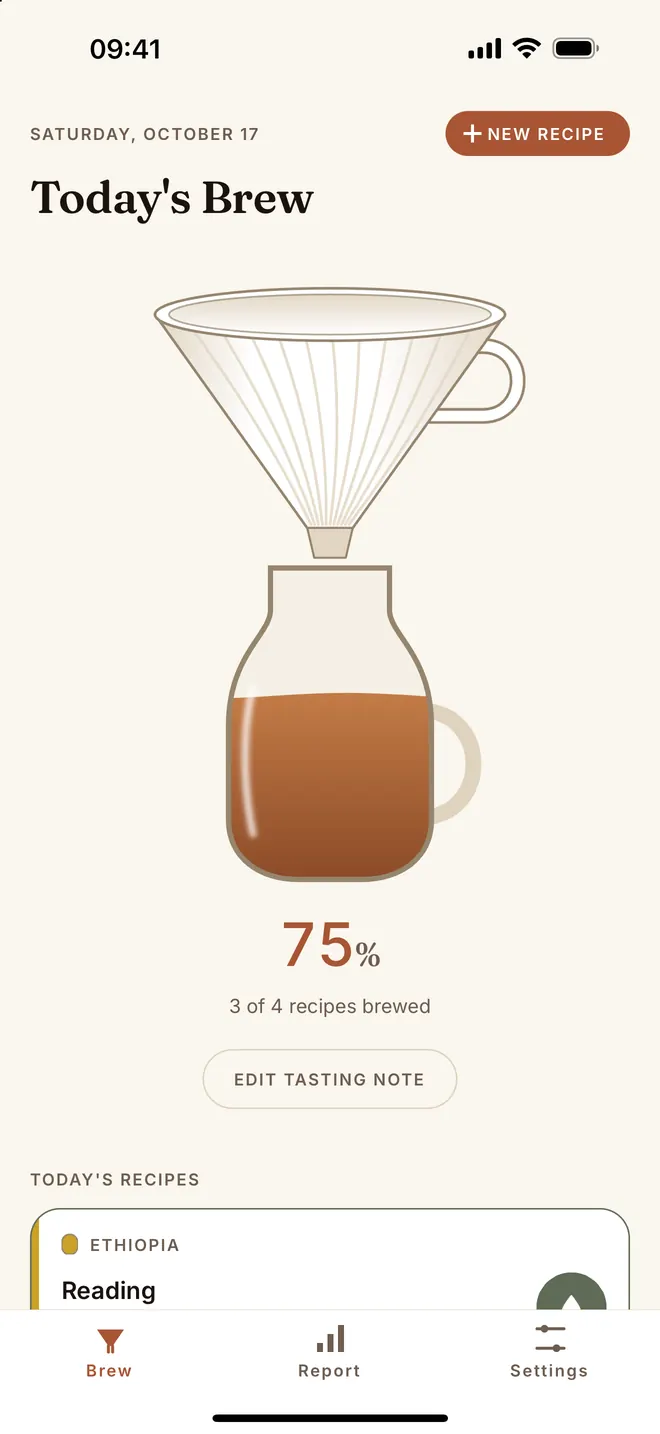 09:41
SATURDAY, OCTOBER 17
NEW RECIPE
Today's Brew
75%
3 of 4 recipes brewed
EDIT TASTING NOTE
TODAY'S RECIPES
ETHIOPIA
Reading
Brew
Report
Settings